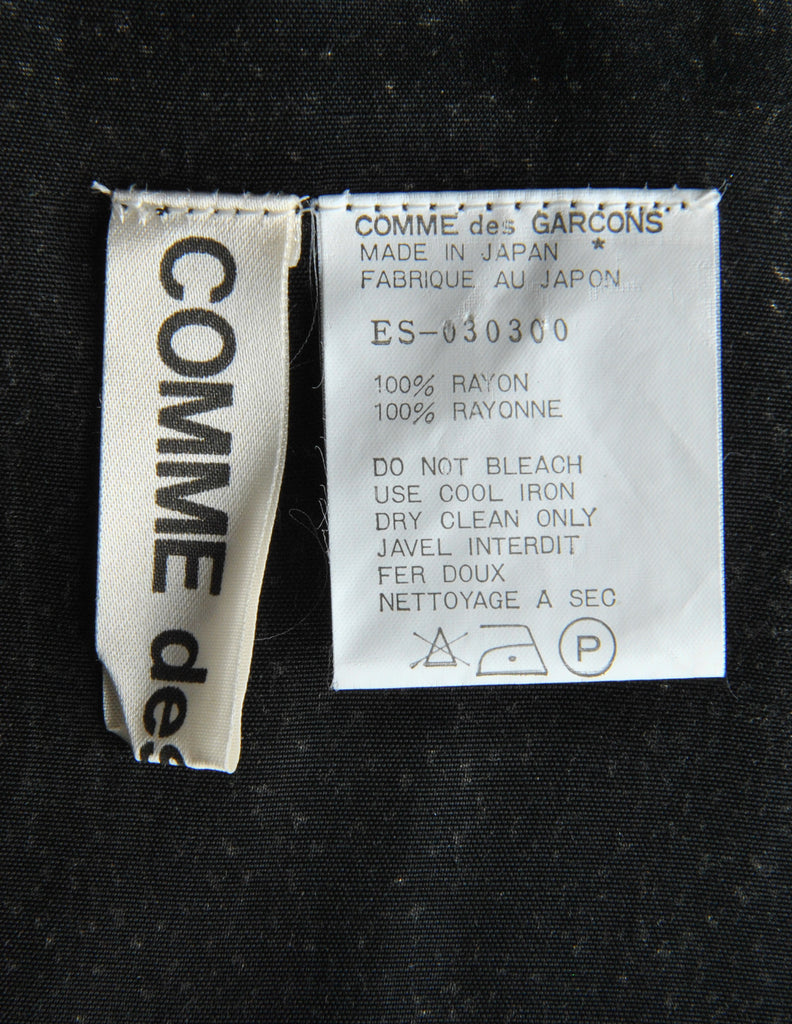 COMME des
COMME des GARCONS
MADE IN JAPAN *
FABRIQUE AU JAPON
ES-030300
100% RAYON
100% RAYONNE
DO NOT BLEACH
USE COOL IRON
DRY CLEAN ONLY
JAVEL INTERDIT
FER DOUX
NETTOYAGE A SEC
P